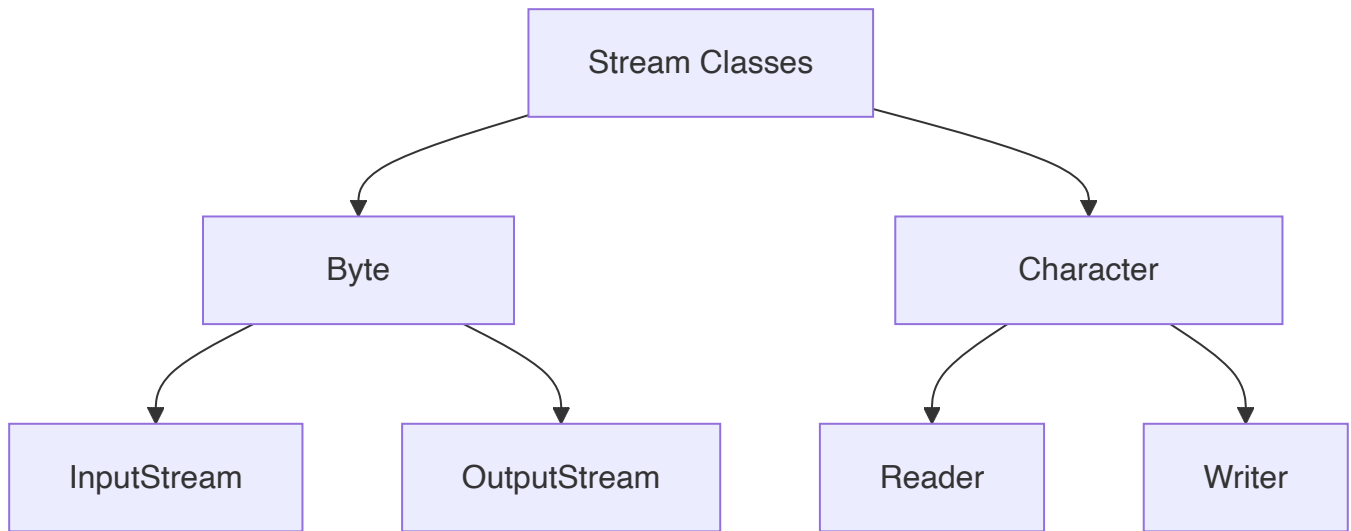 Stream Classes
Byte
Character
InputStream
OutputStream
Reader
Writer